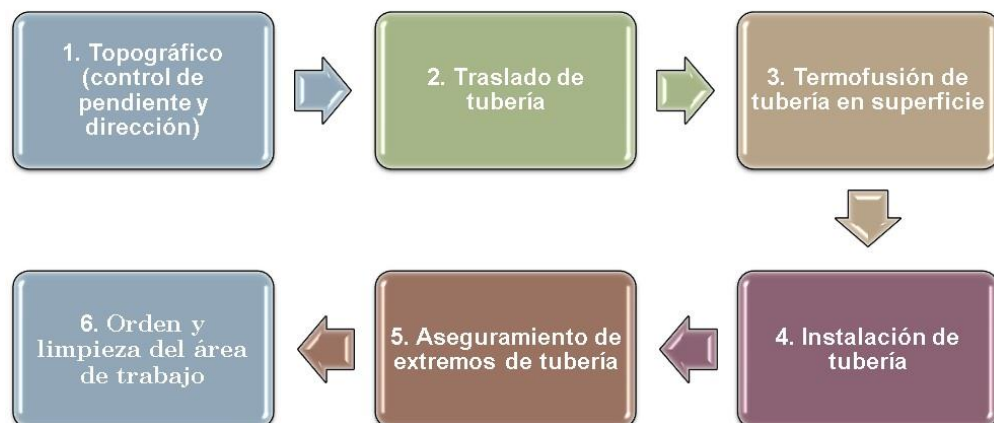 1. Topográfico
(control de
pendiente y
dirección)
2. Traslado de
tubería
3. Termofusión de
tubería en superficie
4. Instalación de
tubería
5. Aseguramiento de
extremos de tubería
6. Orden y
limpieza del área
de trabajo